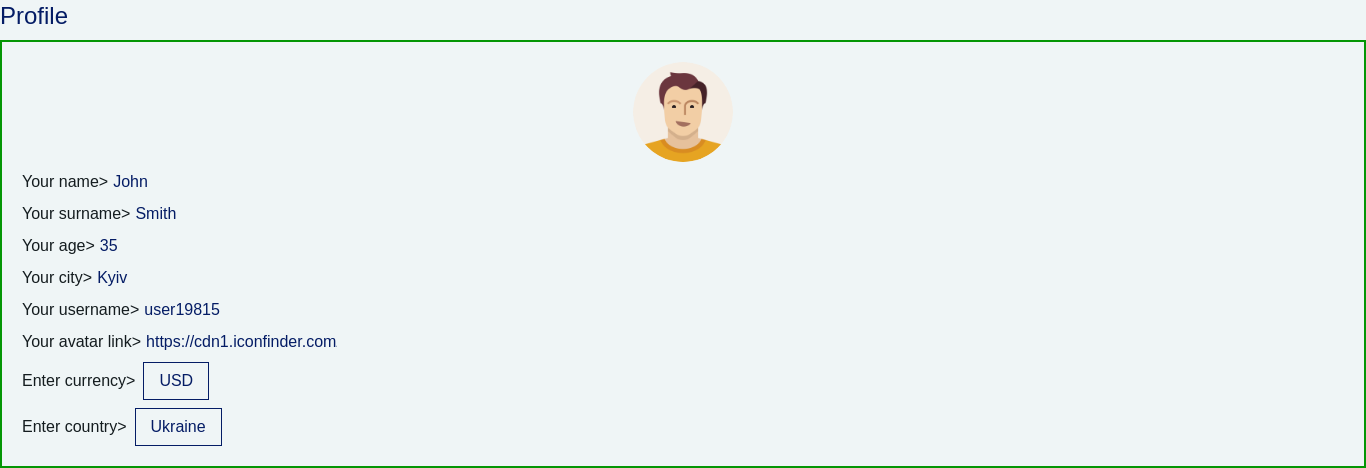 Profile
Your name> John
Your surname> Smith
Your age> 35
Your city> Kyiv
Your username> user19815
Your avatar link> https://cdn1.iconfinder.com
Enter currency> USD
Enter country> Ukraine